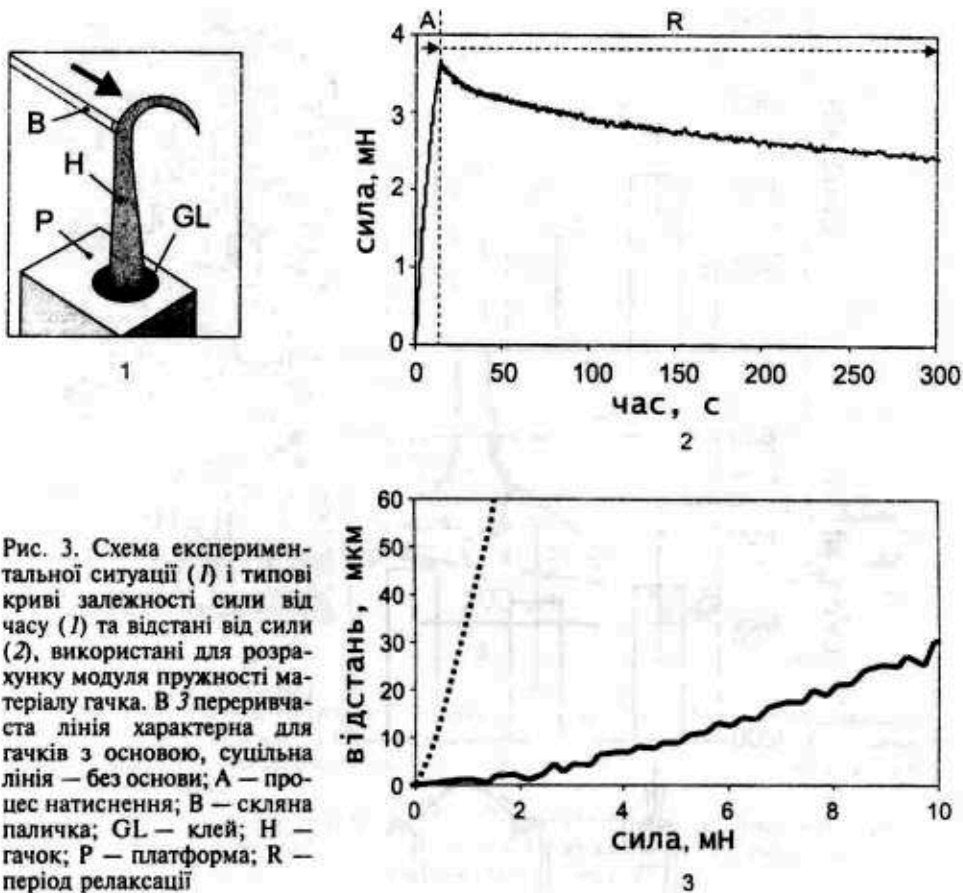 B
H
P
GL
1
A
R
4
3
2
1
0
сила, мН
0
50
100
150
200
250
300
час, с
2
Рис. 3. Схема експеримен-
тальної ситуації (1) і типові
криві залежності сили від
часу (1) та відстані від сили
(2), використані для розра-
хунку модуля пружності ма-
теріалу гачка. В 3 перерив­ча-
ста лінія характерна для
гачків з основою, суцільна
лінія — без основи; А — про-
цес натиснення; В — скляна
паличка; GL — клей; Н —
гачок; Р — платформа; R —
період релаксації
60
50
40
30
20
10
0
відстань, мкм
0
2
4
6
8
10
сила, мН
3